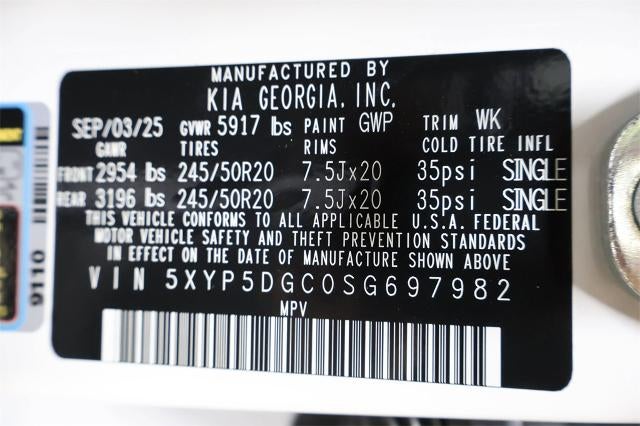 MANUFACTURED BY
KIA GEORGIA, INC.
SEP/03/25 GVWR 5917 lbs PAINT GWP TRIM WK
GAWR TIRES RIMS COLD TIRE INFL
FRONT 2954 lbs 245/50R20 7.5Jx20 35psi SINGLE
REAR 3196 lbs 245/50R20 7.5Jx20 35psi SINGLE
THIS VEHICLE CONFORMS TO ALL APPLICABLE U.S.A. FEDERAL
MOTOR VEHICLE SAFETY AND THEFT PREVENTION STANDARDS
IN EFFECT ON THE DATE OF MANUFACTURE SHOWN ABOVE
VIN 5XYP5DGC0SG697982
MPV
9110